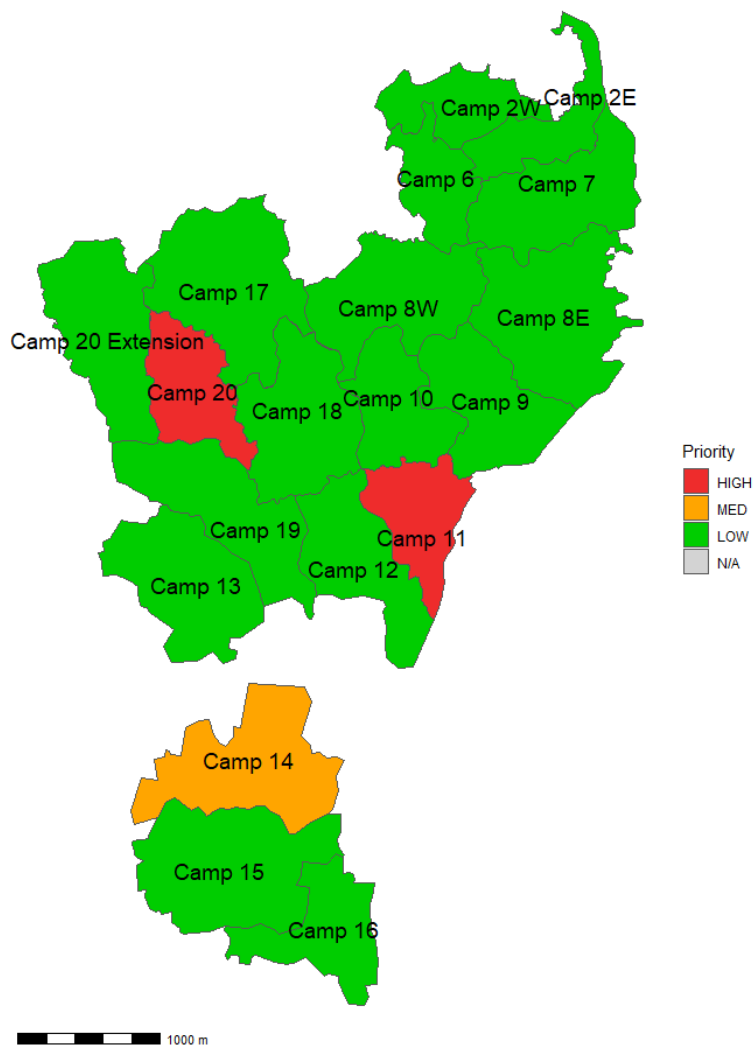 Camp 2E
Camp 2W
Camp 6
Camp 7
Camp 17
Camp 8W
Camp 8E
Camp 20 Extension
Camp 20
Camp 18
Camp 10
Camp 9
Priority
HIGH
MED
LOW
N/A
Camp 19
Camp 11
Camp 12
Camp 13
Camp 14
Camp 15
Camp 16
1000 m